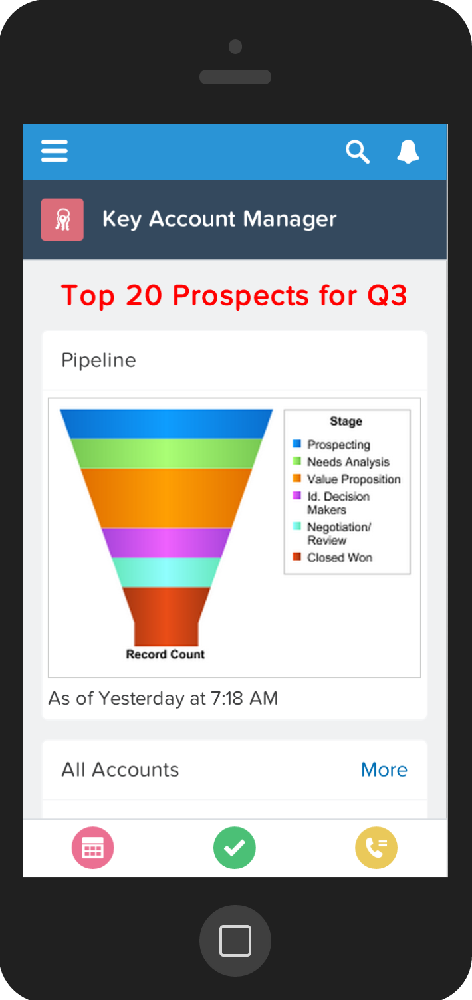 Key Account Manager
Top 20 Prospects for Q3
Pipeline
Stage
Prospecting
Needs Analysis
Value Proposition
Id. Decision
Makers
Negotiation/
Review
Closed Won
Record Count
As of Yesterday at 7:18 AM
All Accounts More